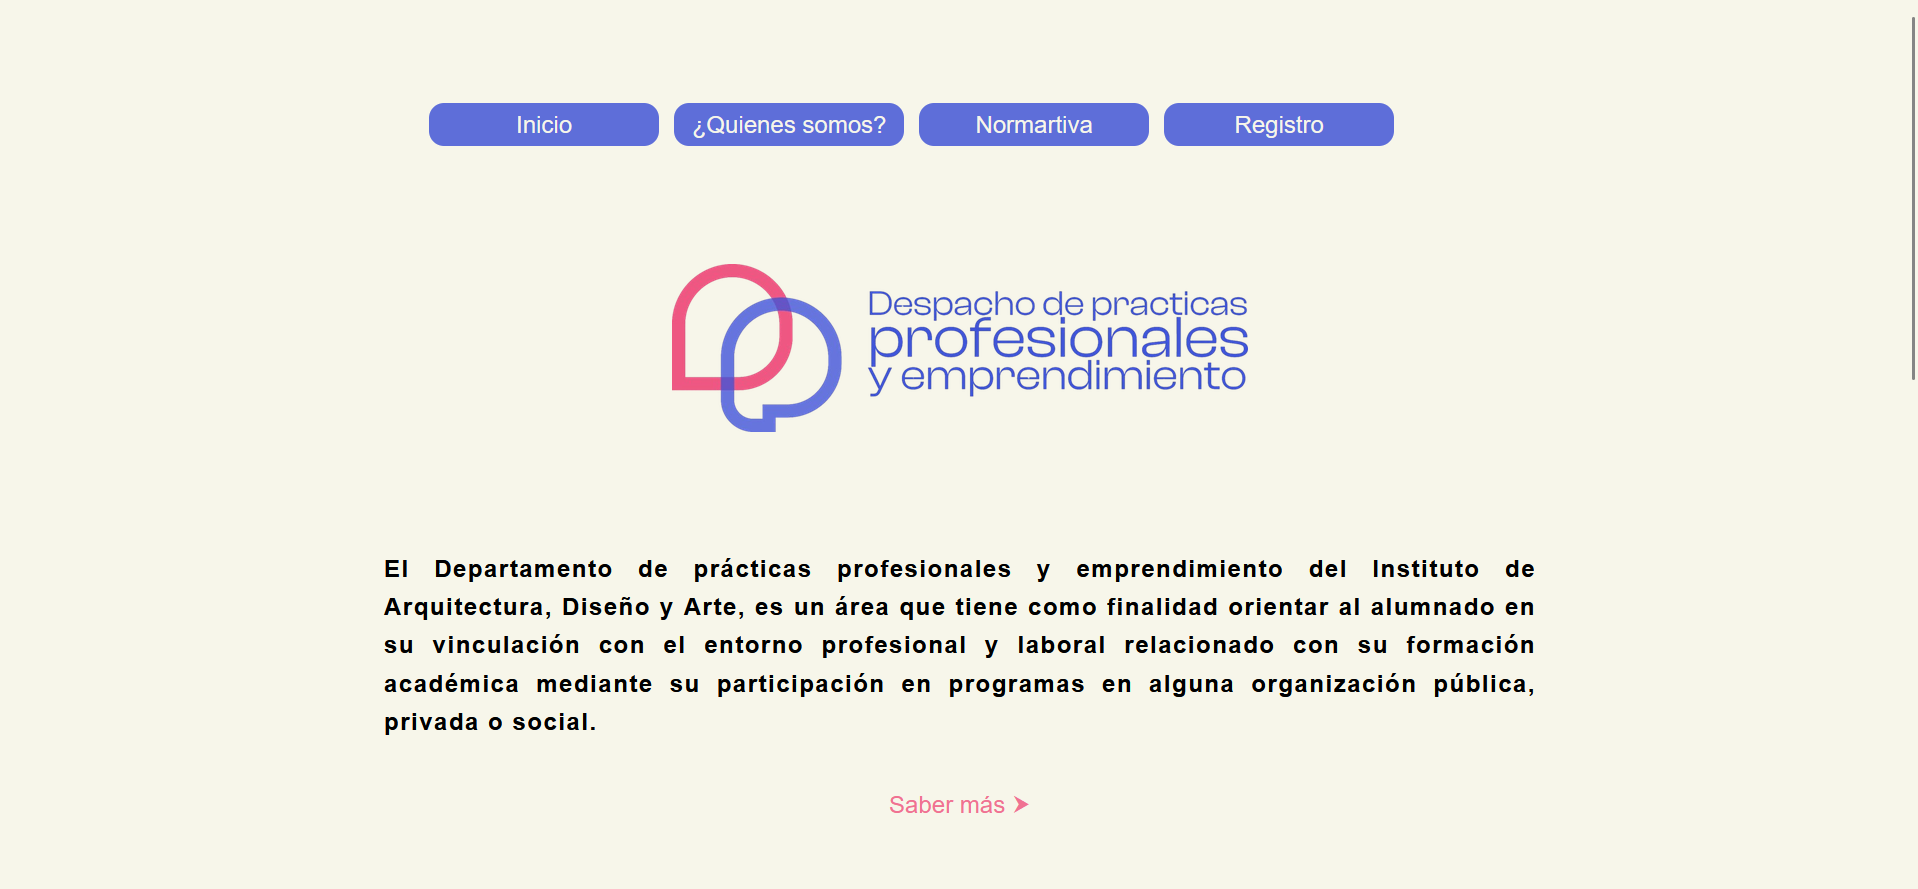 Inicio
¿Quienes somos?
Normartiva
Registro
Despacho de practicas
profesionales
y emprendimiento
El Departamento de prácticas profesionales y emprendimiento del Instituto de
Arquitectura, Diseño y Arte, es un área que tiene como finalidad orientar al alumnado en
su vinculación con el entorno profesional y laboral relacionado con su formación
académica mediante su participación en programas en alguna organización pública,
privada o social.
Saber más ➤